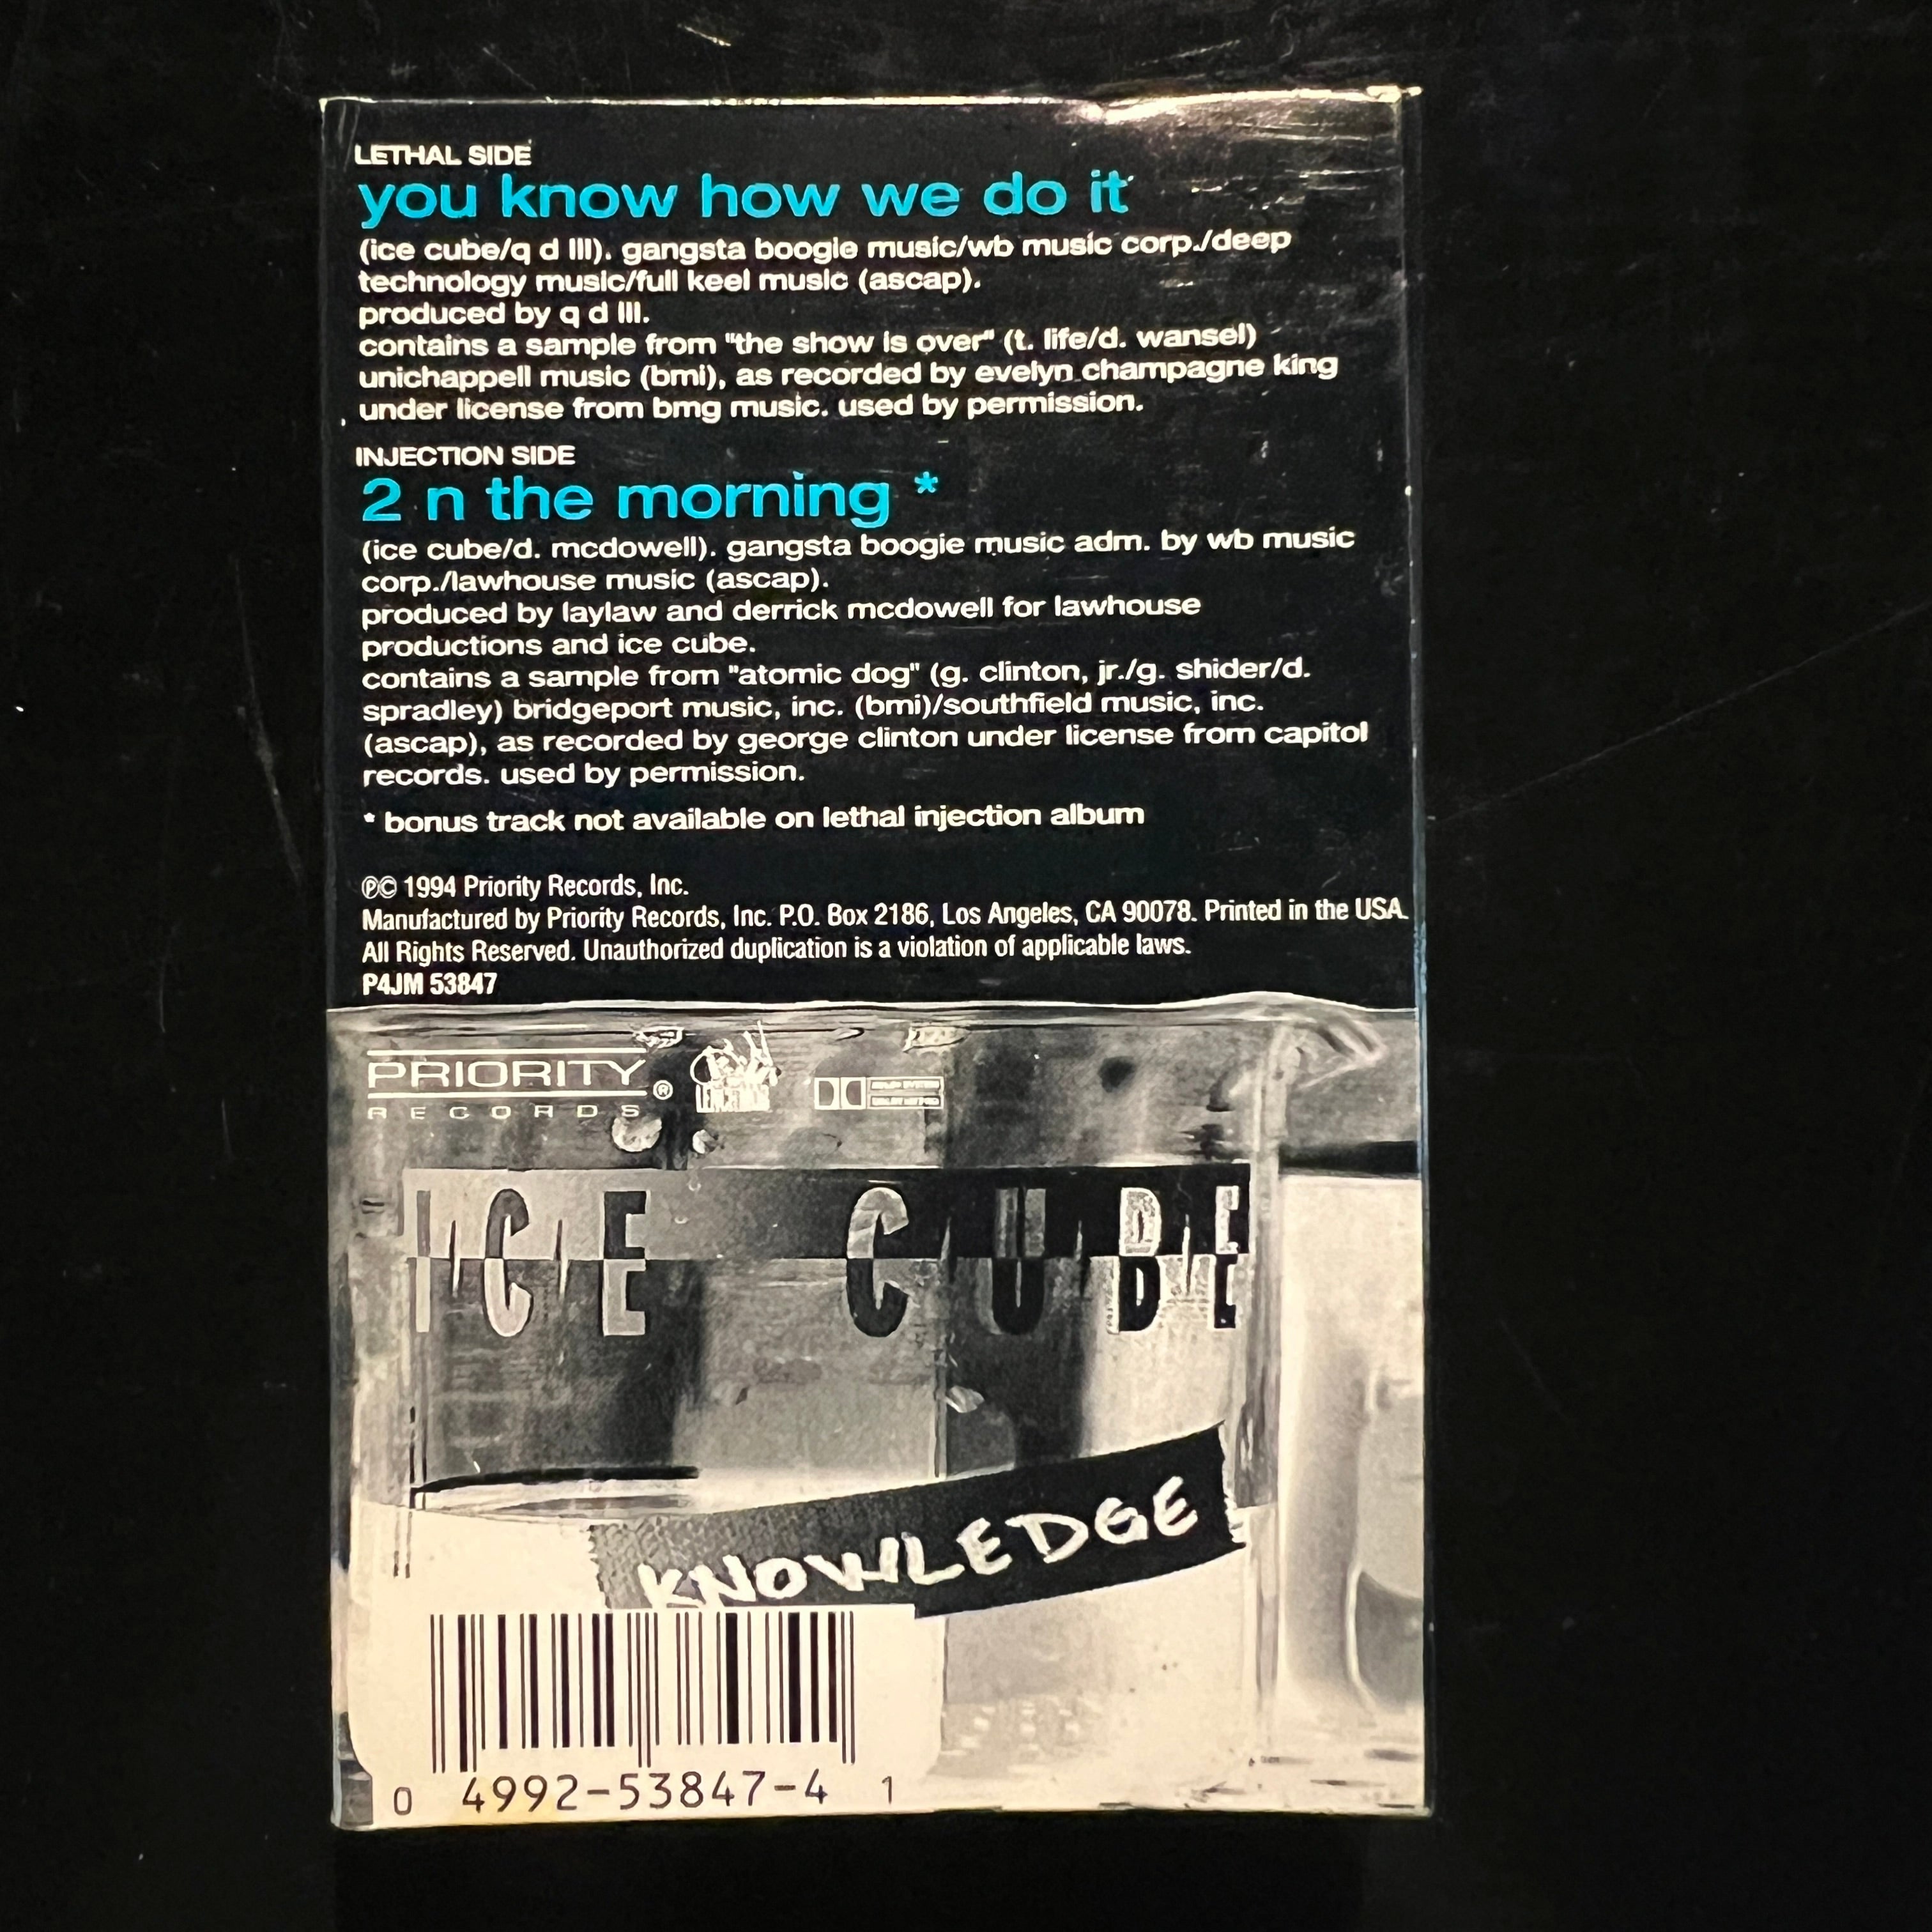 LETHAL SIDE
you know how we do it
(ice cube/q d III). gangsta boogie music/wb music corp./deep
technology music/full keel music (ascap).
produced by q d III.
contains a sample from "the show is over" (t. life/d. wansel)
unichappell music (bmi), as recorded by evelyn champagne king
under license from bmg music. used by permission.
INJECTION SIDE
2 n the morning *
(ice cube/d. mcdowell). gangsta boogie music adm. by wb music
corp./lawhouse music (ascap).
produced by laylaw and derrick mcdowell for lawhouse
productions and ice cube.
contains a sample from "atomic dog" (g. clinton, jr./g. shider/d.
spradley) bridgeport music, inc. (bmi)/southfield music, inc.
(ascap), as recorded by george clinton under license from capitol
records. used by permission.
* bonus track not available on lethal injection album
℗© 1994 Priority Records, Inc.
Manufactured by Priority Records, Inc. P.O. Box 2186, Los Angeles, CA 90078. Printed in the USA.
All Rights Reserved. Unauthorized duplication is a violation of applicable laws.
P4JM 53847
PRIORITY ®
RECORDS
ICE CUBE
KNOWLEDGE
0 4992-53847-4 1